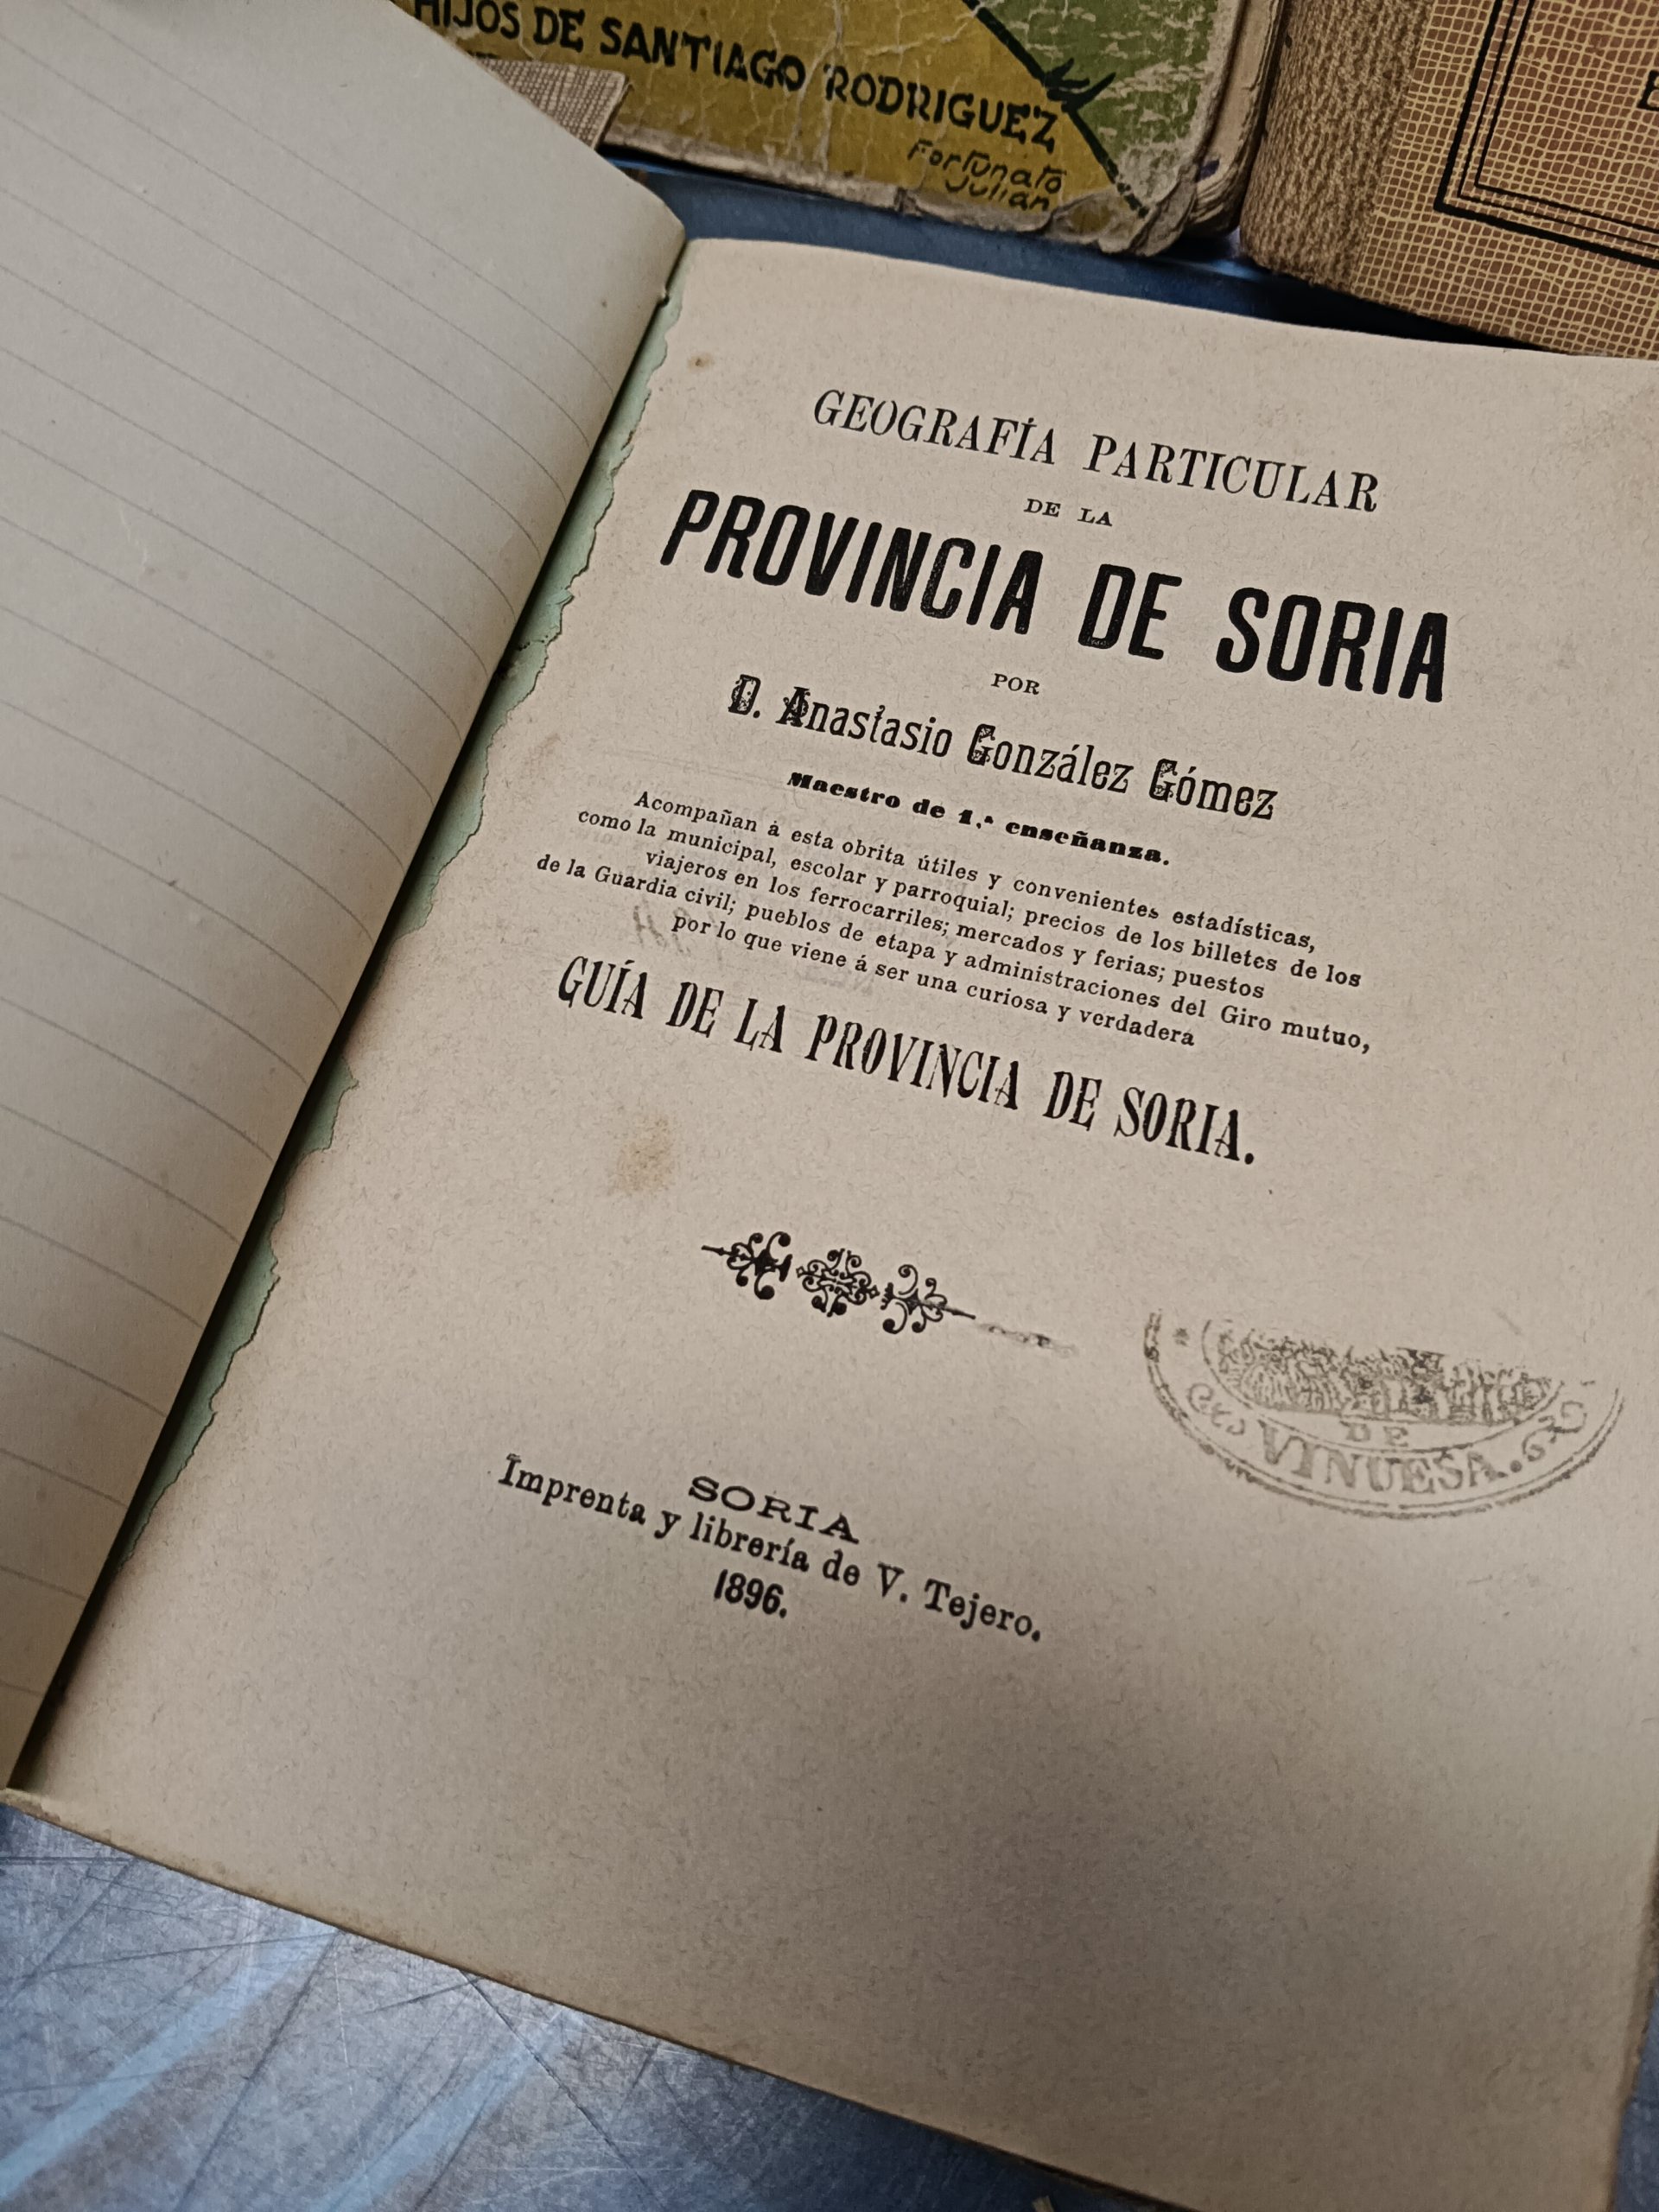 HIJOS DE SANTIAGO RODRIGUEZ
Fortunato
Julian
E
GEOGRAFÍA PARTICULAR
DE LA
PROVINCIA DE SORIA
POR
D. Anastasio González Gómez
Maestro de 1.ª enseñanza.
Acompañan à esta obrita útiles y convenientes estadísticas,
como la municipal, escolar y parroquial; precios de los billetes de los
viajeros en los ferrocarriles; mercados y ferias; puestos
de la Guardia civil; pueblos de etapa y administraciones del Giro mutuo,
por lo que viene á ser una curiosa y verdadera
GUÍA DE LA PROVINCIA DE SORIA.
DE
VINUESA.
SORIA
Imprenta y librería de V. Tejero.
1896.